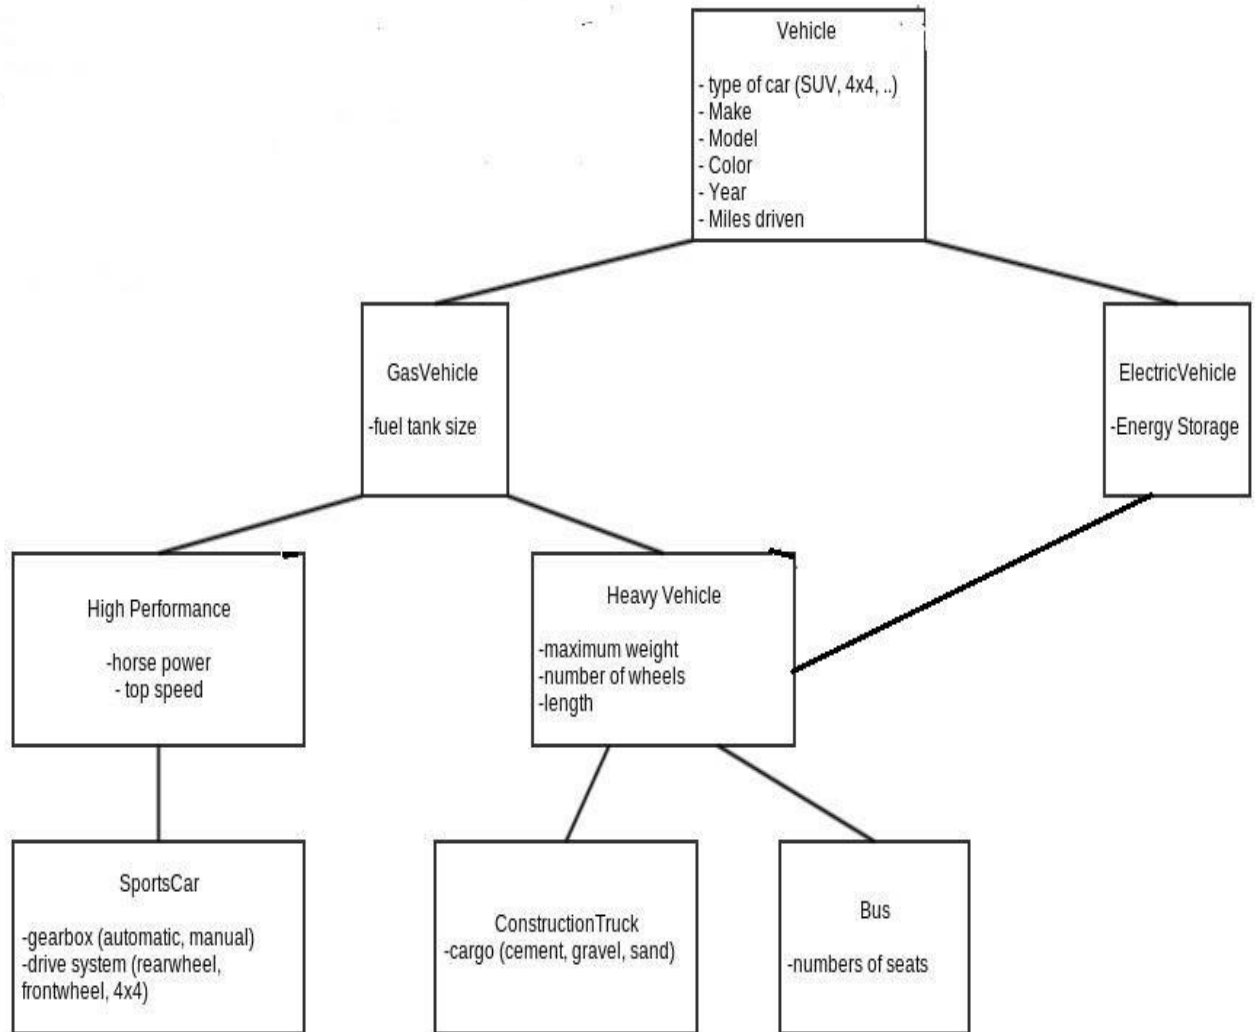 Vehicle
- type of car (SUV, 4x4, ..)
- Make
- Model
- Color
- Year
- Miles driven
GasVehicle
-fuel tank size
ElectricVehicle
-Energy Storage
High Performance
-horse power
- top speed
Heavy Vehicle
-maximum weight
-number of wheels
-length
SportsCar
-gearbox (automatic, manual)
-drive system (rearwheel,
frontwheel, 4x4)
ConstructionTruck
-cargo (cement, gravel, sand)
Bus
-numbers of seats